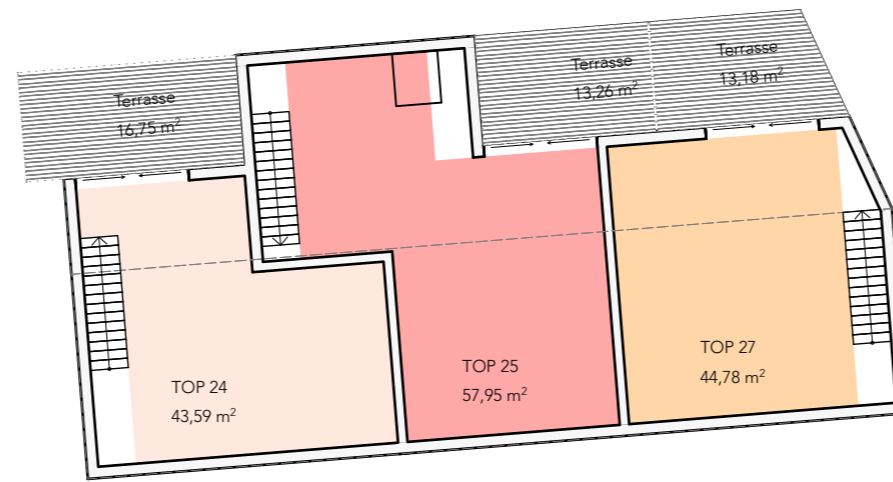 Terrasse
16,75 m²
Terrasse
13,26 m²
Terrasse
13,18 m²
TOP 24
43,59 m²
TOP 25
57,95 m²
TOP 27
44,78 m²